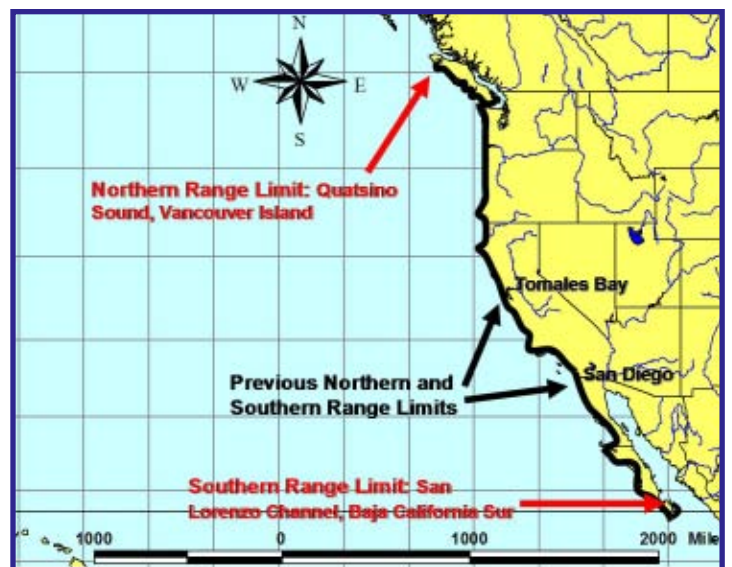 N
W E
S
Northern Range Limit: Quatsino
Sound, Vancouver Island
Tomales Bay
Previous Northern and
Southern Range Limits
San Diego
Southern Range Limit: San
Lorenzo Channel, Baja California Sur
1000 0 1000 2000 Mile